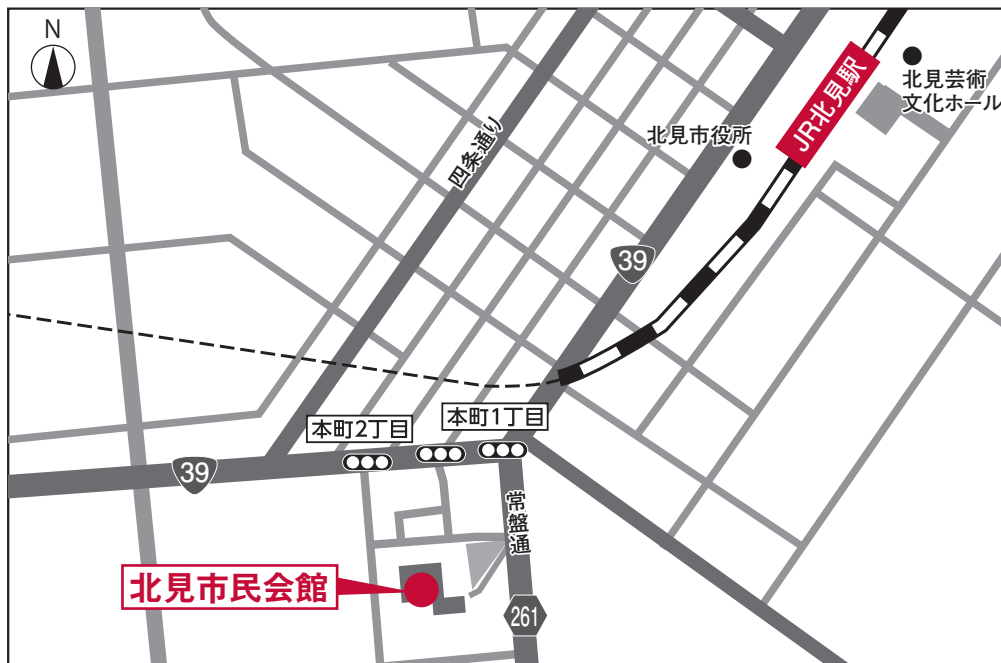 N
北見芸術
文化ホール
JR北見駅
北見市役所
四条通り
39
本町1丁目
本町2丁目
39
常盤通
北見市民会館
261